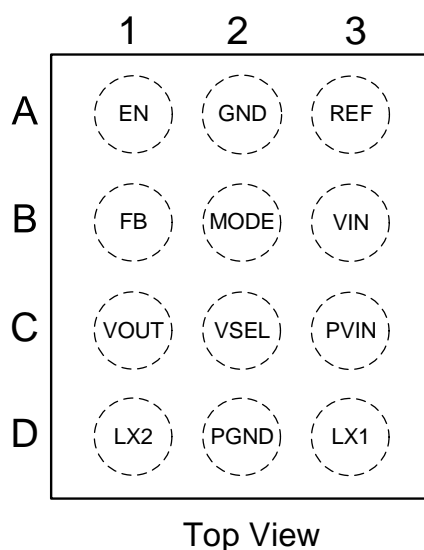 1 2 3
A EN GND REF
B FB MODE VIN
C VOUT VSEL PVIN
D LX2 PGND LX1
Top View